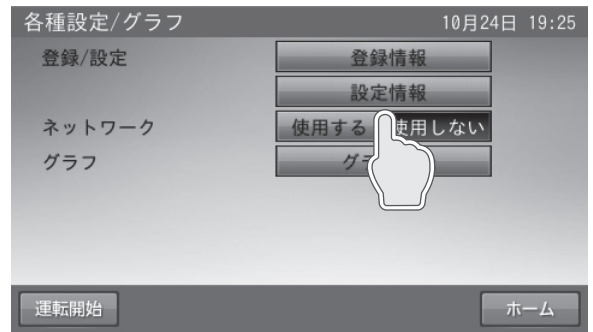 各種設定/グラフ 10月24日 19:25
登録/設定 登録情報
設定情報
ネットワーク 使用する 使用しない
グラフ グラ
運転開始 ホーム